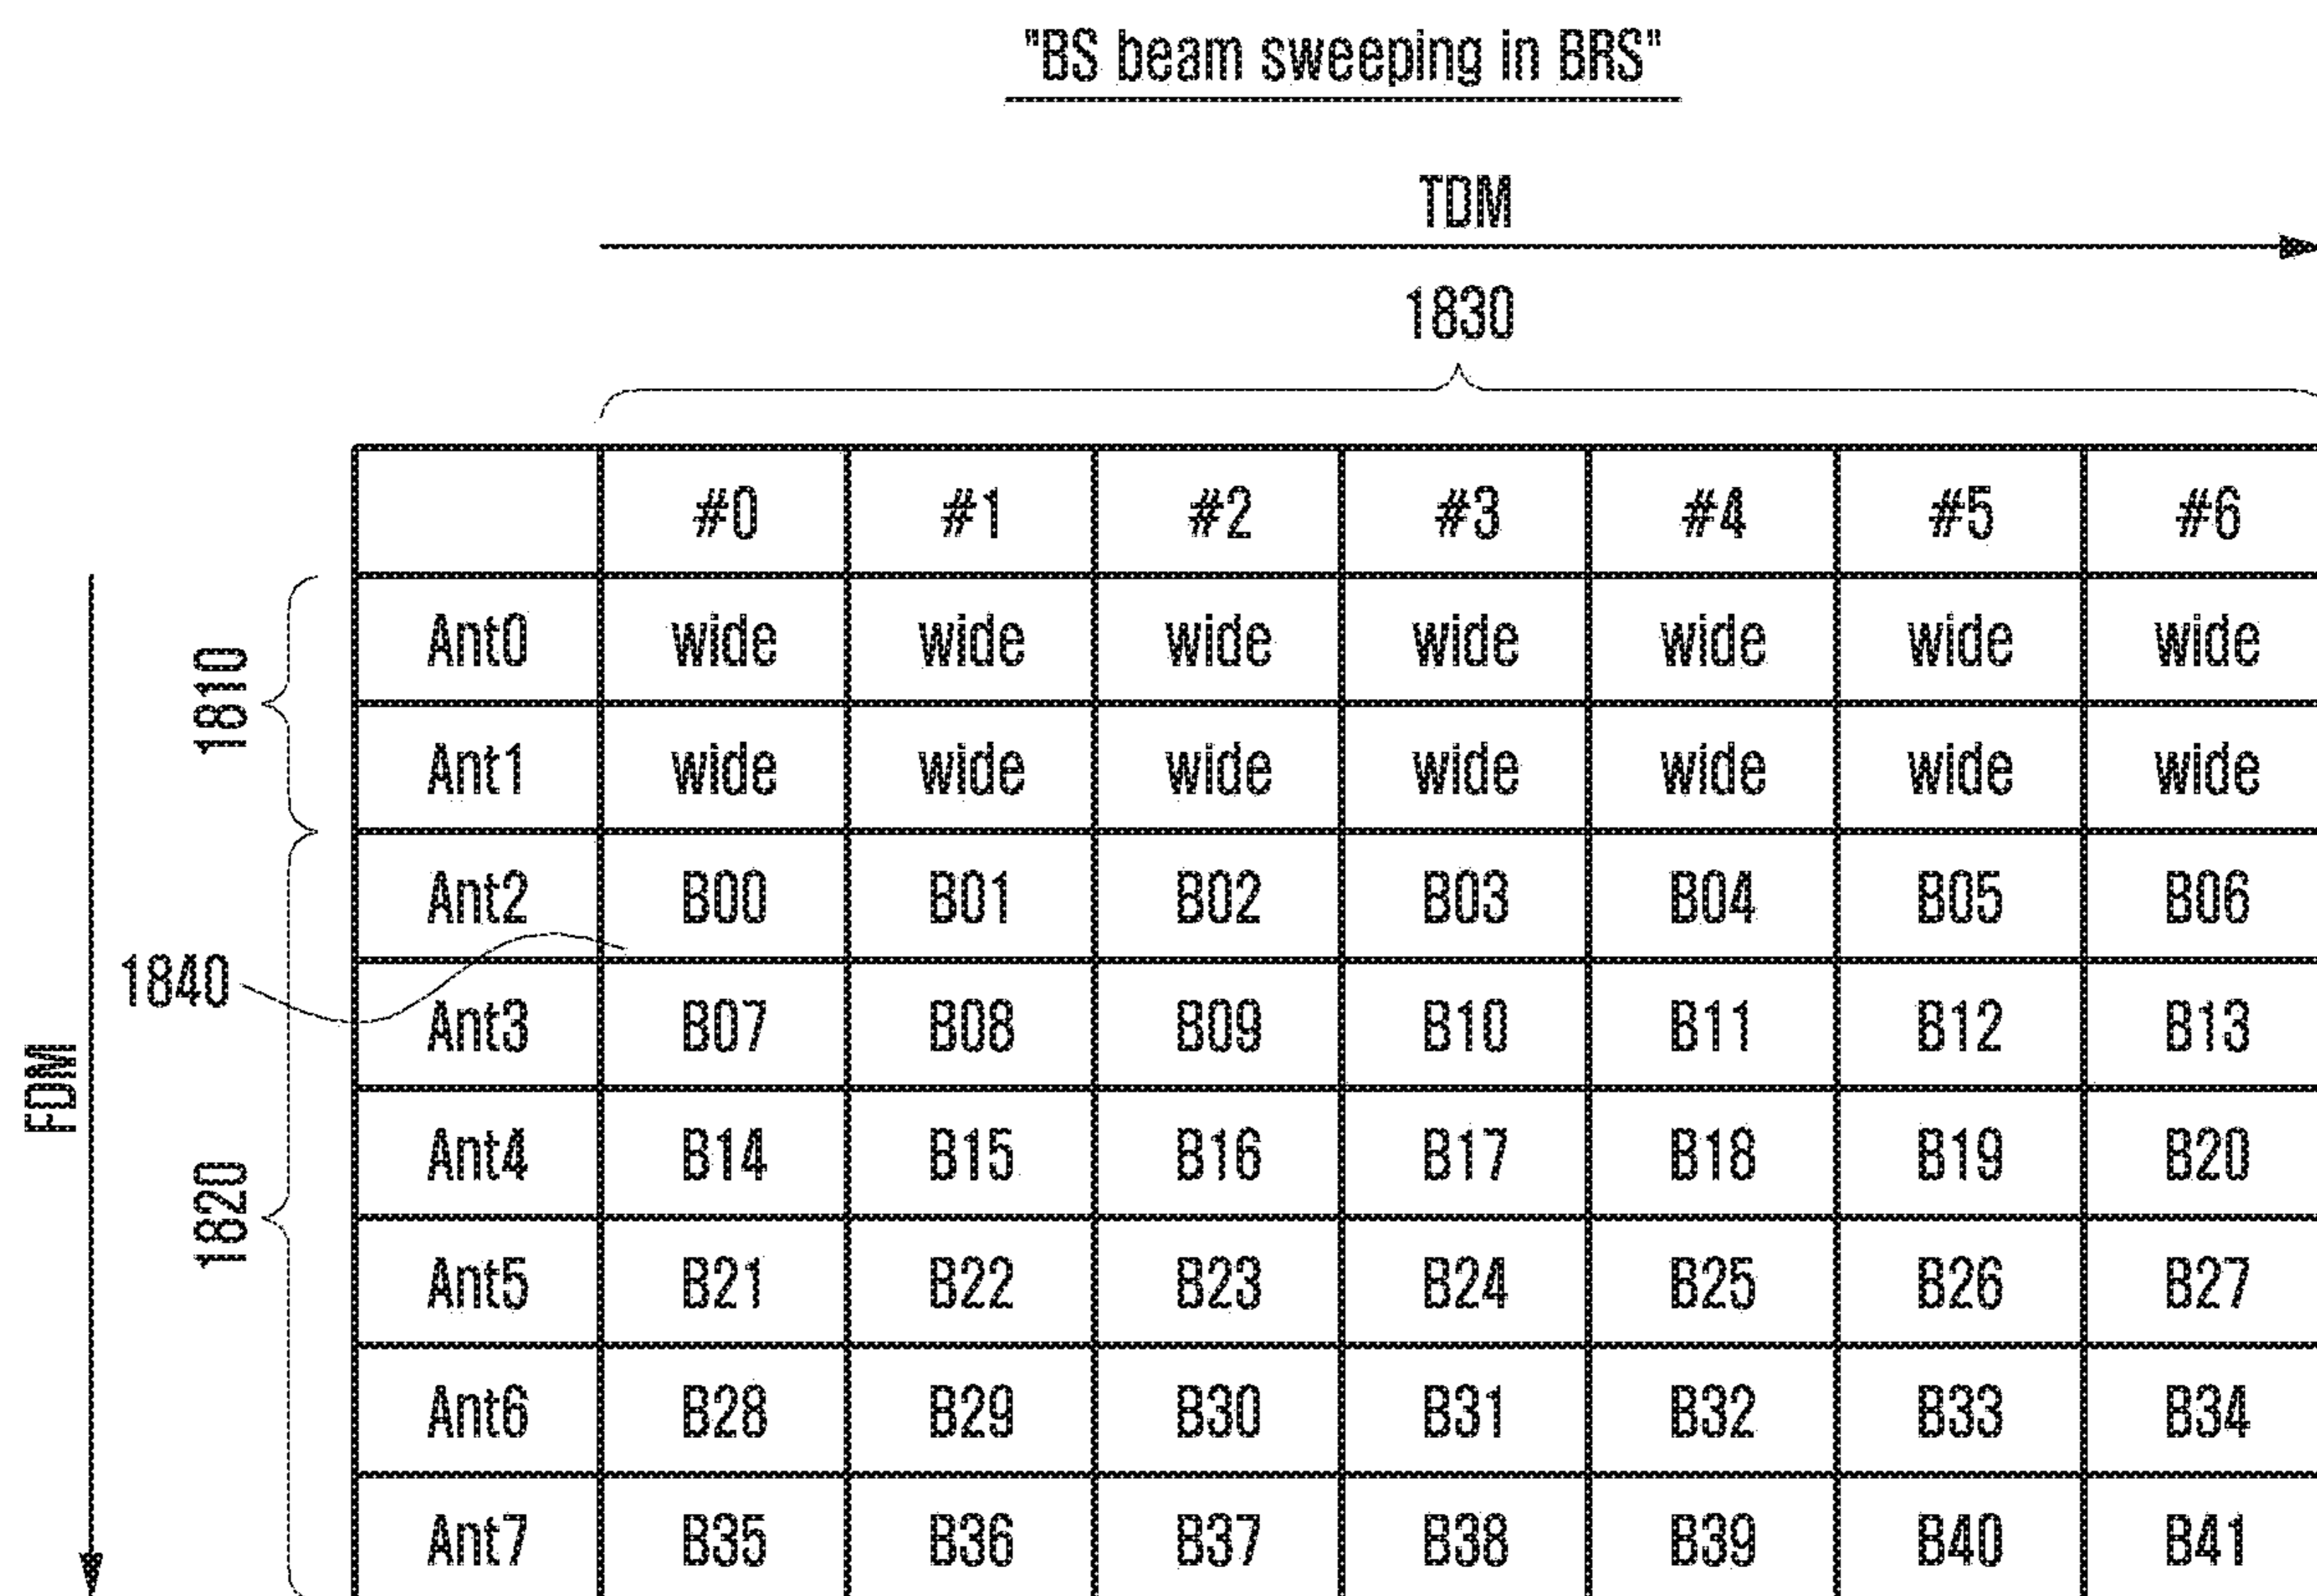 "BS beam sweeping in BRS"
TDM
1830
#0 #1 #2 #3 #4 #5 #6
1810
Ant0 wide wide wide wide wide wide wide
Ant1 wide wide wide wide wide wide wide
Ant2 B00 B01 B02 B03 B04 B05 B06
1840
Ant3 B07 B08 B09 B10 B11 B12 B13
FDM
1820
Ant4 B14 B15 B16 B17 B18 B19 B20
Ant5 B21 B22 B23 B24 B25 B26 B27
Ant6 B28 B29 B30 B31 B32 B33 B34
Ant7 B35 B36 B37 B38 B39 B40 B41